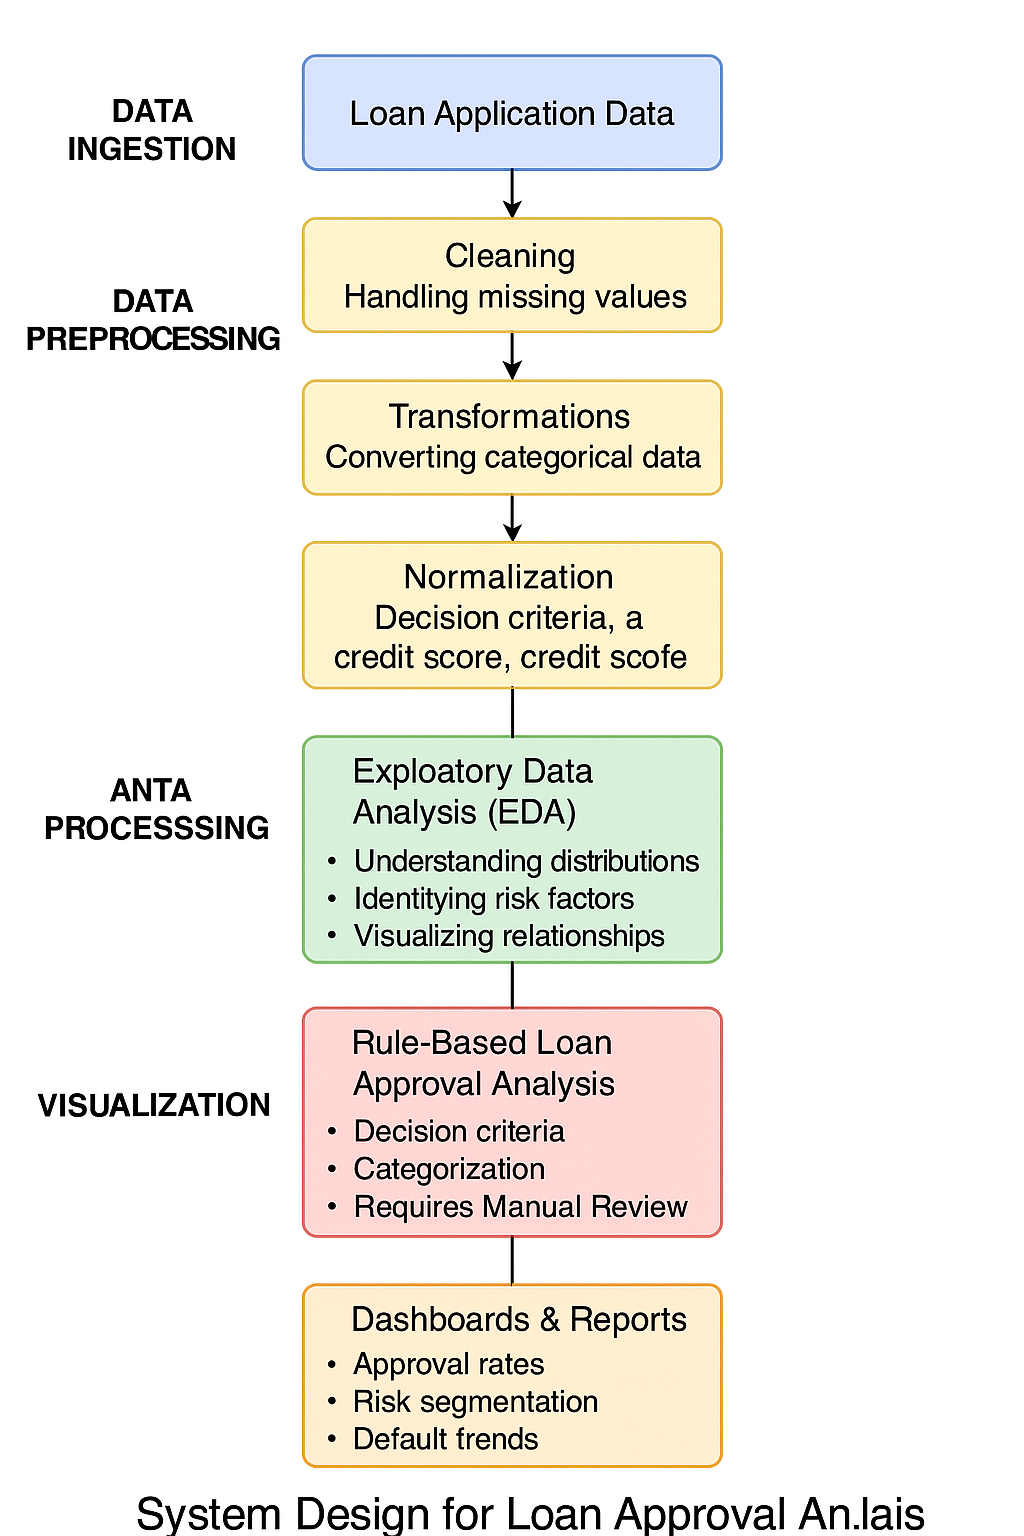 DATA
INGESTION
Loan Application Data
DATA
PREPROCESSING
Cleaning
Handling missing values
Transformations
Converting categorical data
Normalization
Decision criteria, a
credit score, credit scofe
ANTA
PROCESSSING
Exploatory Data
Analysis (EDA)
• Understanding distributions
• Identitying risk factors
• Visualizing relationships
VISUALIZATION
Rule-Based Loan
Approval Analysis
• Decision criteria
• Categorization
• Requires Manual Review
Dashboards & Reports
• Approval rates
• Risk segmentation
• Default trends
System Design for Loan Approval An.lais